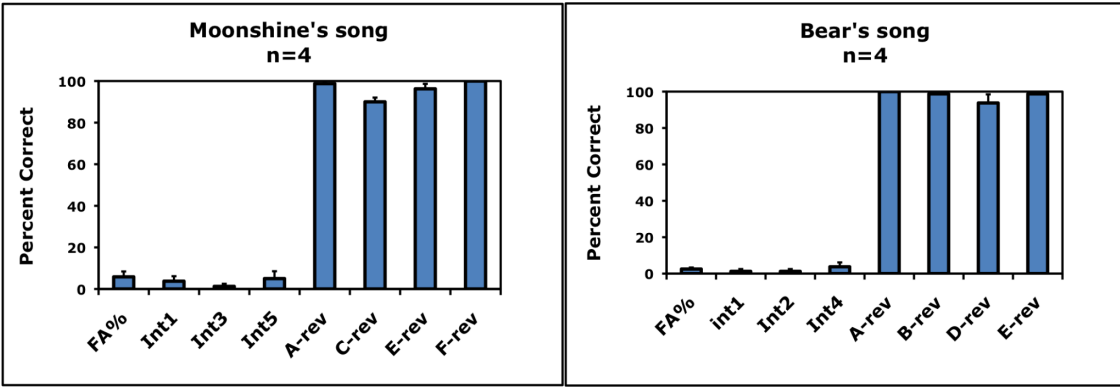 Moonshine's song
n=4
Percent Correct
100
80
60
40
20
0
FA%
Int1
Int3
Int5
A-rev
C-rev
E-rev
F-rev
Bear's song
n=4
Percent Correct
100
80
60
40
20
0
FA%
int1
Int2
Int4
A-rev
B-rev
D-rev
E-rev